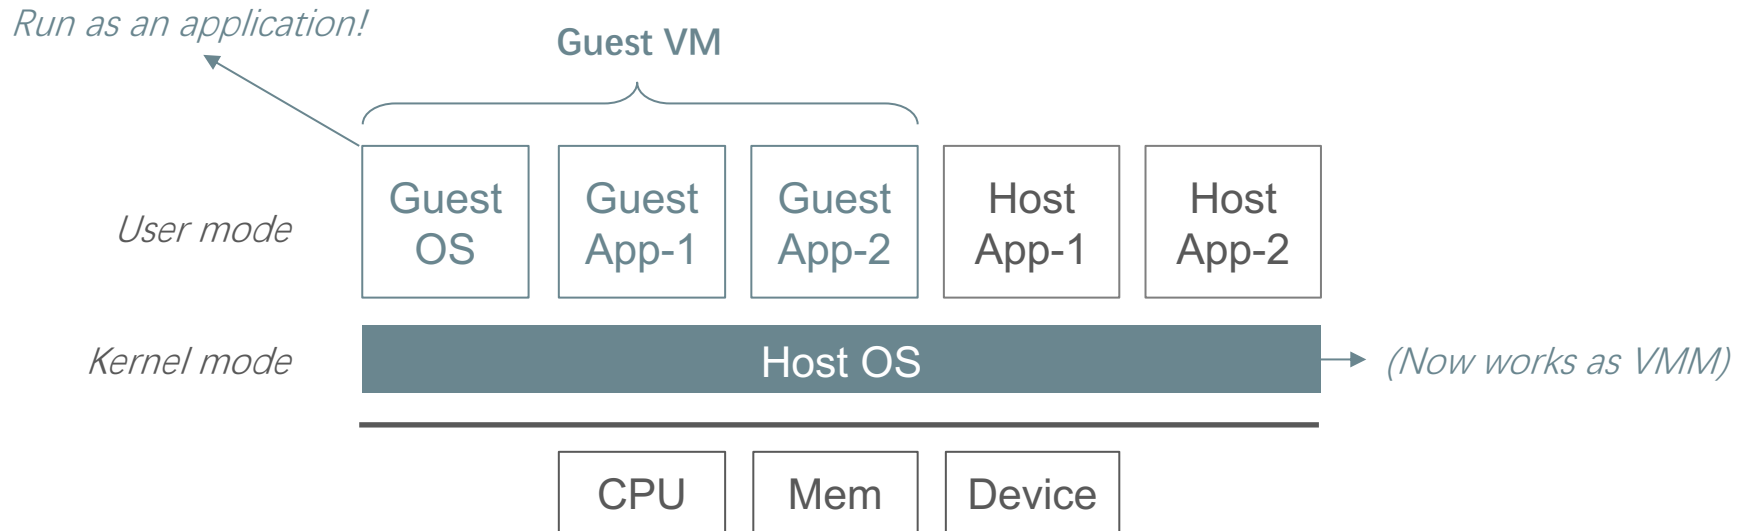 Run as an application!
Guest VM
Guest
OS
Guest
App-1
Guest
App-2
Host
App-1
Host
App-2
User mode
Kernel mode
Host OS
(Now works as VMM)
CPU
Mem
Device